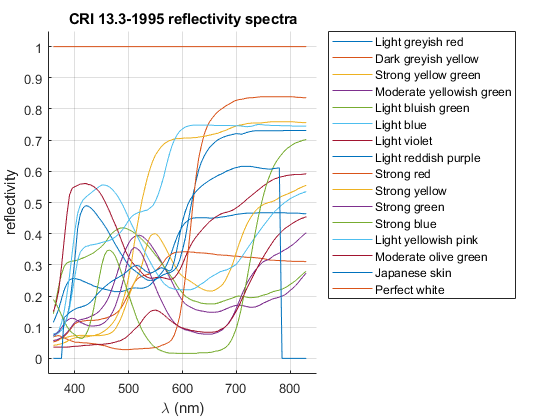 CRI 13.3-1995 reflectivity spectra
reflectivity
1
0.9
0.8
0.7
0.6
0.5
0.4
0.3
0.2
0.1
0
400 500 600 700 800
λ (nm)
Light greyish red
Dark greyish yellow
Strong yellow green
Moderate yellowish green
Light bluish green
Light blue
Light violet
Light reddish purple
Strong red
Strong yellow
Strong green
Strong blue
Light yellowish pink
Moderate olive green
Japanese skin
Perfect white